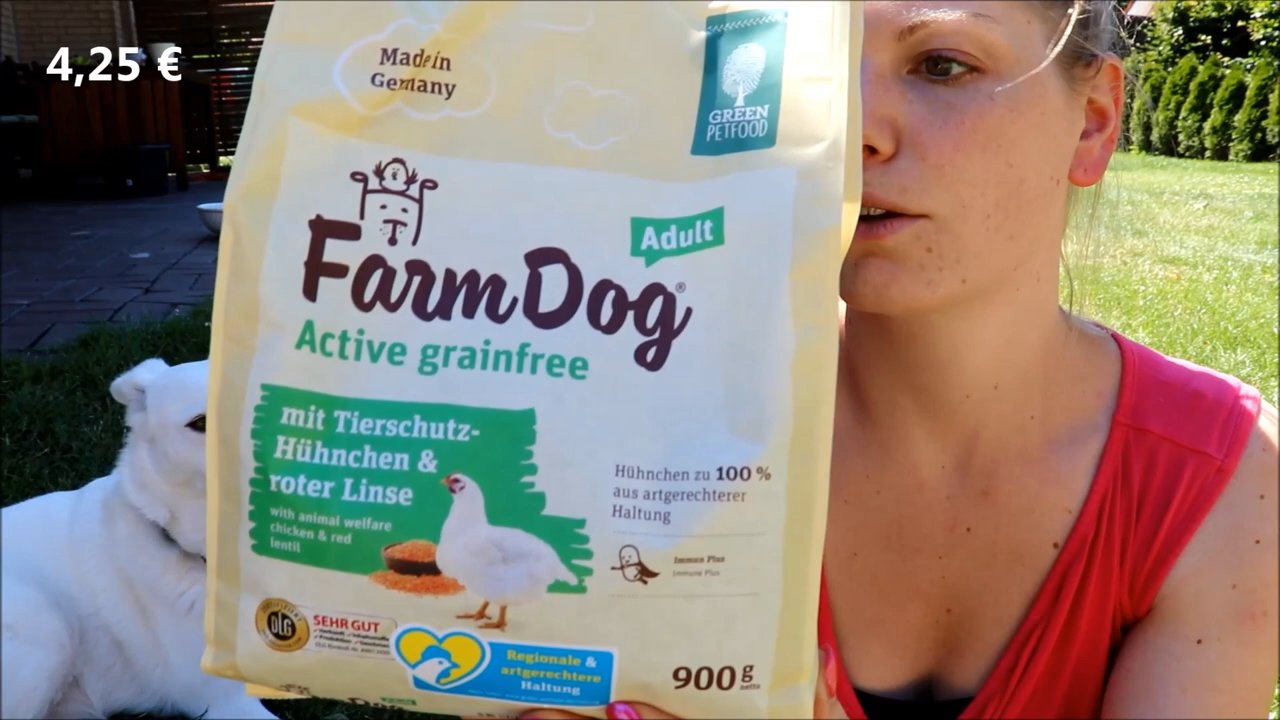 4,25 €
Made in
Germany
GREEN
PETFOOD
Adult
FarmDog®
Active grainfree
mit Tierschutz-
Hühnchen &
roter Linse
with animal welfare
chicken & red
lentil
Hühnchen zu 100 %
aus artgerechterer
Haltung
Immun Plus
Immune Plus
DLG
SEHR GUT
Regionale &
artgerechtere
Haltung
900 g
netto